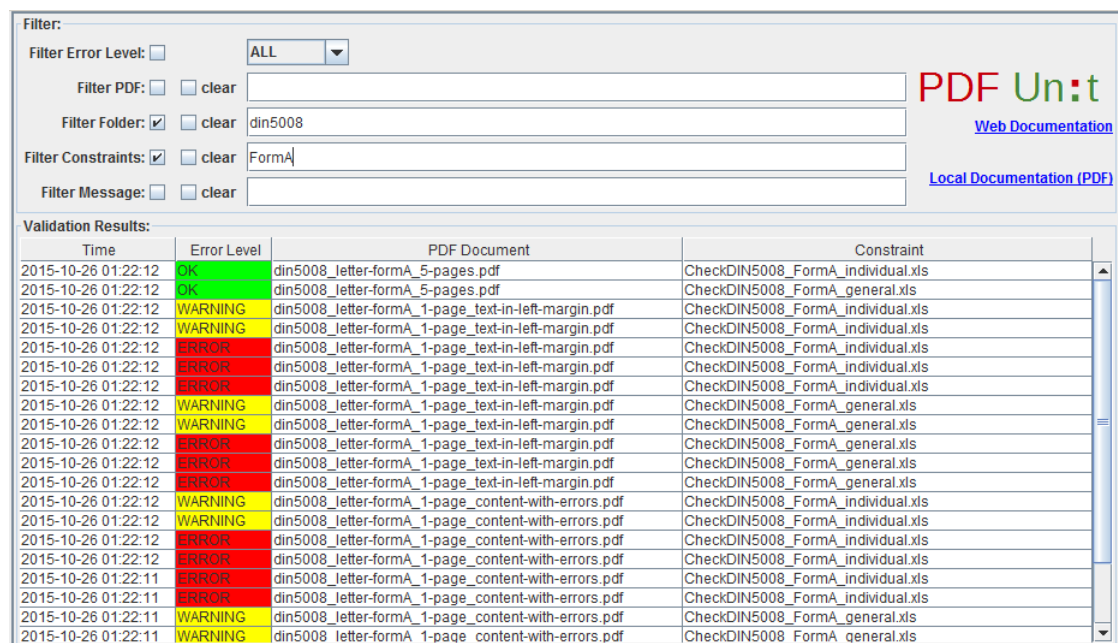 Filter:
Filter Error Level: ALL
Filter PDF: clear
Filter Folder: clear din5008
Filter Constraints: clear FormA
Filter Message: clear
PDF Un:t
Web Documentation
Local Documentation (PDF)
Validation Results:
Time Error Level PDF Document Constraint
2015-10-26 01:22:12 OK din5008_letter-formA_5-pages.pdf CheckDIN5008_FormA_individual.xls
2015-10-26 01:22:12 OK din5008_letter-formA_5-pages.pdf CheckDIN5008_FormA_general.xls
2015-10-26 01:22:12 WARNING din5008_letter-formA_1-page_text-in-left-margin.pdf CheckDIN5008_FormA_individual.xls
2015-10-26 01:22:12 WARNING din5008_letter-formA_1-page_text-in-left-margin.pdf CheckDIN5008_FormA_individual.xls
2015-10-26 01:22:12 ERROR din5008_letter-formA_1-page_text-in-left-margin.pdf CheckDIN5008_FormA_individual.xls
2015-10-26 01:22:12 ERROR din5008_letter-formA_1-page_text-in-left-margin.pdf CheckDIN5008_FormA_individual.xls
2015-10-26 01:22:12 ERROR din5008_letter-formA_1-page_text-in-left-margin.pdf CheckDIN5008_FormA_individual.xls
2015-10-26 01:22:12 WARNING din5008_letter-formA_1-page_text-in-left-margin.pdf CheckDIN5008_FormA_general.xls
2015-10-26 01:22:12 WARNING din5008_letter-formA_1-page_text-in-left-margin.pdf CheckDIN5008_FormA_general.xls
2015-10-26 01:22:12 ERROR din5008_letter-formA_1-page_text-in-left-margin.pdf CheckDIN5008_FormA_general.xls
2015-10-26 01:22:12 ERROR din5008_letter-formA_1-page_text-in-left-margin.pdf CheckDIN5008_FormA_general.xls
2015-10-26 01:22:12 ERROR din5008_letter-formA_1-page_text-in-left-margin.pdf CheckDIN5008_FormA_general.xls
2015-10-26 01:22:12 WARNING din5008_letter-formA_1-page_content-with-errors.pdf CheckDIN5008_FormA_individual.xls
2015-10-26 01:22:12 WARNING din5008_letter-formA_1-page_content-with-errors.pdf CheckDIN5008_FormA_individual.xls
2015-10-26 01:22:12 ERROR din5008_letter-formA_1-page_content-with-errors.pdf CheckDIN5008_FormA_individual.xls
2015-10-26 01:22:12 ERROR din5008_letter-formA_1-page_content-with-errors.pdf CheckDIN5008_FormA_individual.xls
2015-10-26 01:22:11 ERROR din5008_letter-formA_1-page_content-with-errors.pdf CheckDIN5008_FormA_individual.xls
2015-10-26 01:22:11 ERROR din5008_letter-formA_1-page_content-with-errors.pdf CheckDIN5008_FormA_individual.xls
2015-10-26 01:22:11 WARNING din5008_letter-formA_1-page_content-with-errors.pdf CheckDIN5008_FormA_general.xls
2015-10-26 01:22:11 WARNING din5008_letter-formA_1-page_content-with-errors.pdf CheckDIN5008_FormA_general.xls